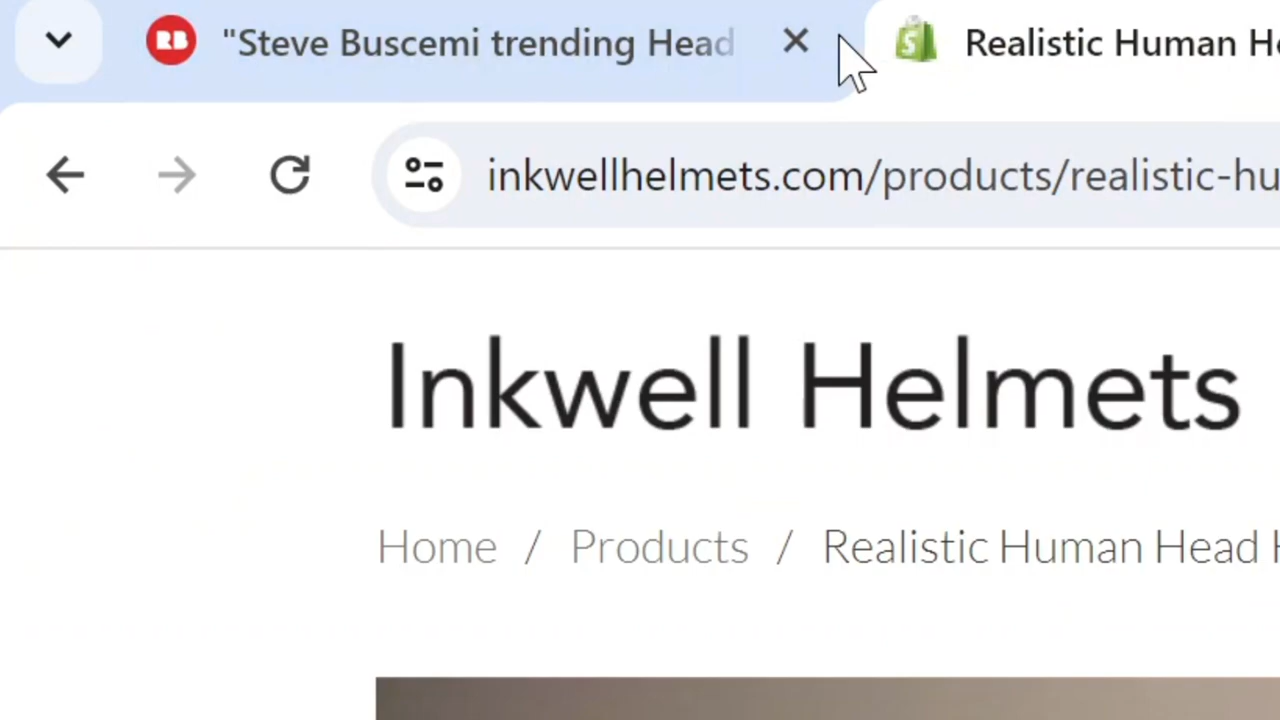 "Steve Buscemi trending Head
Realistic Human He
inkwellhelmets.com/products/realistic-hu
Inkwell Helmets
Home / Products / Realistic Human Head H